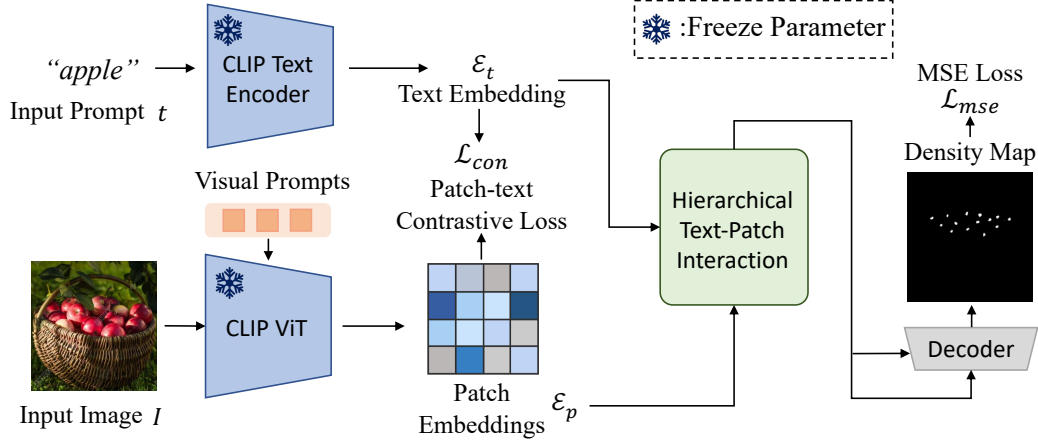 :Freeze Parameter
“apple”
Input Prompt t
CLIP Text
Encoder
ℰt
Text Embedding
MSE Loss
ℒmse
Density Map
ℒcon
Patch-text
Contrastive Loss
Visual Prompts
Hierarchical
Text-Patch
Interaction
CLIP ViT
Decoder
Input Image I
Patch
Embeddings
ℰp